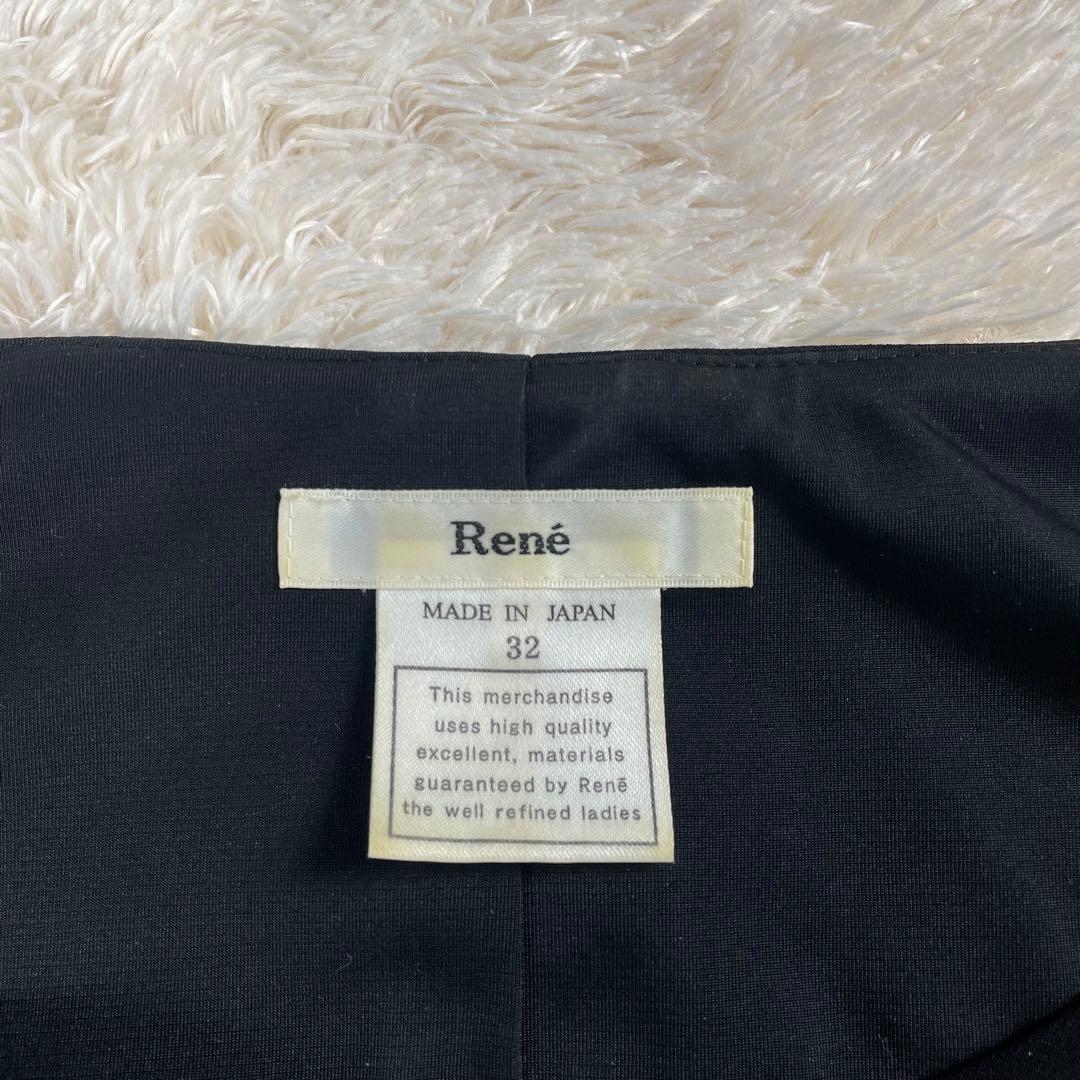 René
MADE IN JAPAN
32
This merchandise
uses high quality
excellent, materials
guaranteed by Renē
the well refined ladies